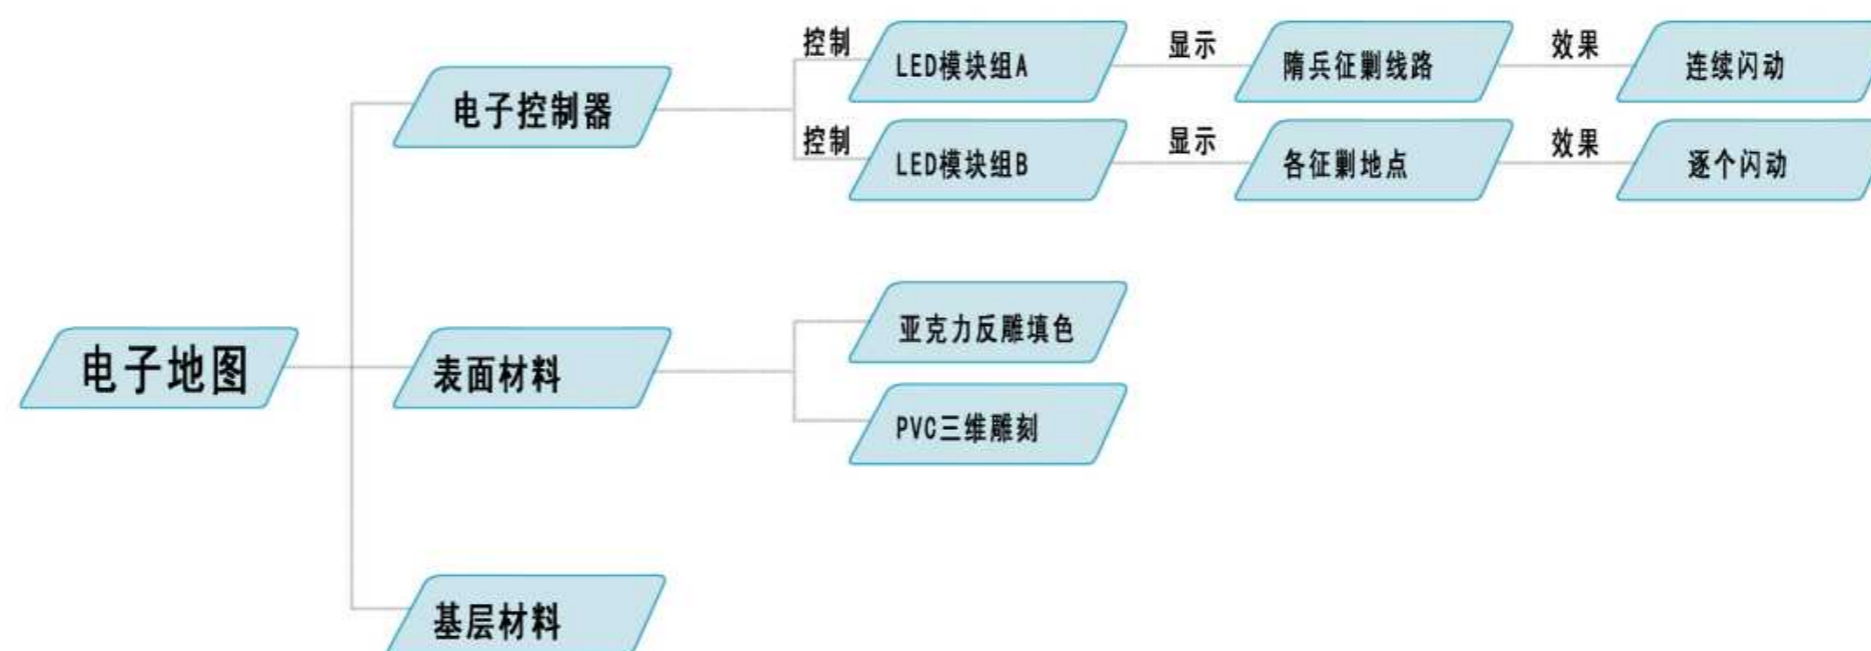 控制
LED模块组A
显示
隋兵征剿线路
效果
连续闪动
电子控制器
控制
LED模块组B
显示
各征剿地点
效果
逐个闪动
电子地图
表面材料
亚克力反雕填色
PVC三维雕刻
基层材料